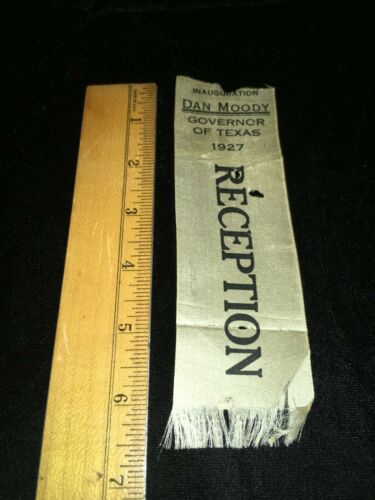 INAUGURATION
DAN MOODY
GOVERNOR
OF TEXAS
1927
RECEPTION
1
2
3
4
5
6
7